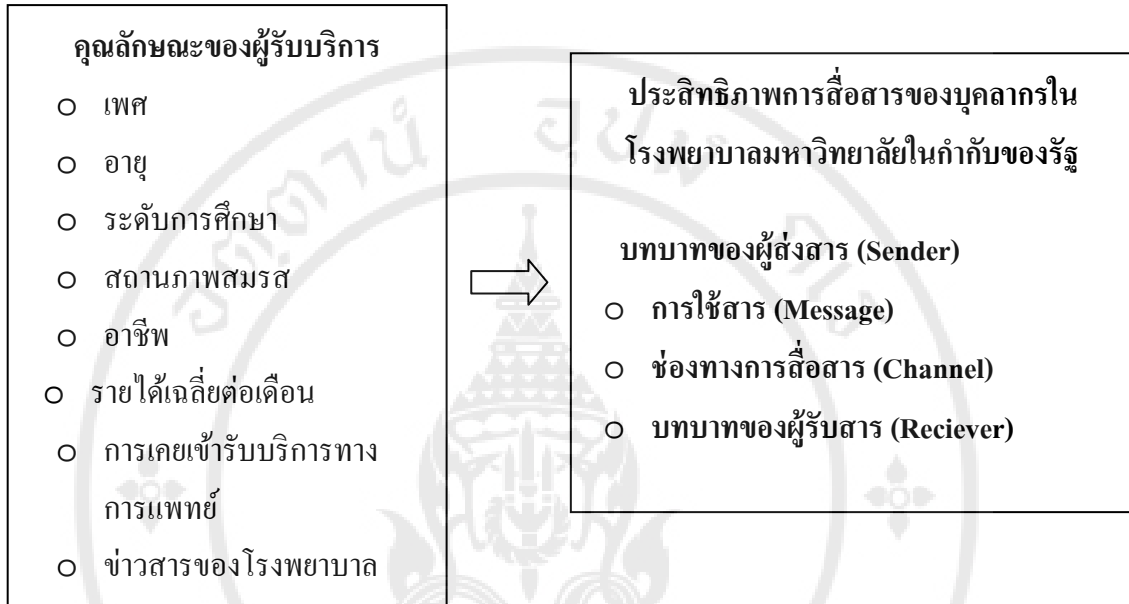 คุณลักษณะของผู้รับบริการ
o เพศ
o อายุ
o ระดับการศึกษา
o สถานภาพสมรส
o อาชีพ
o รายได้เฉลี่ยต่อเดือน
o การเคยเข้ารับบริการทาง
การแพทย์
o ข่าวสารของโรงพยาบาล
ประสิทธิภาพการสื่อสารของบุคลากรใน
โรงพยาบาลมหาวิทยาลัยในกำกับของรัฐ
บทบาทของผู้ส่งสาร (Sender)
o การใช้สาร (Message)
o ช่องทางการสื่อสาร (Channel)
o บทบาทของผู้รับสาร (Reciever)